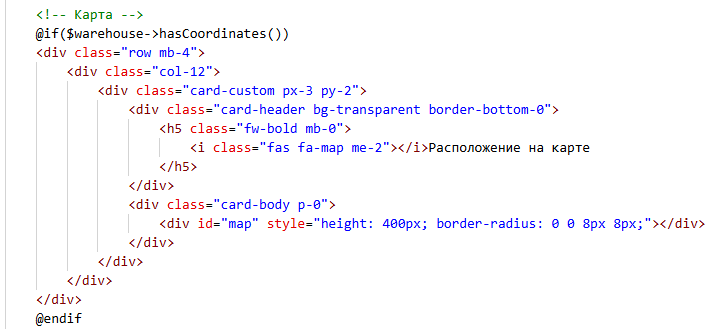 <!-- Карта -->
@if($warehouse->hasCoordinates())
<div class="row mb-4">
<div class="col-12">
<div class="card-custom px-3 py-2">
<div class="card-header bg-transparent border-bottom-0">
<h5 class="fw-bold mb-0">
<i class="fas fa-map me-2"></i>Расположение на карте
</h5>
</div>
<div class="card-body p-0">
<div id="map" style="height: 400px; border-radius: 0 0 8px 8px;"></div>
</div>
</div>
</div>
</div>
@endif